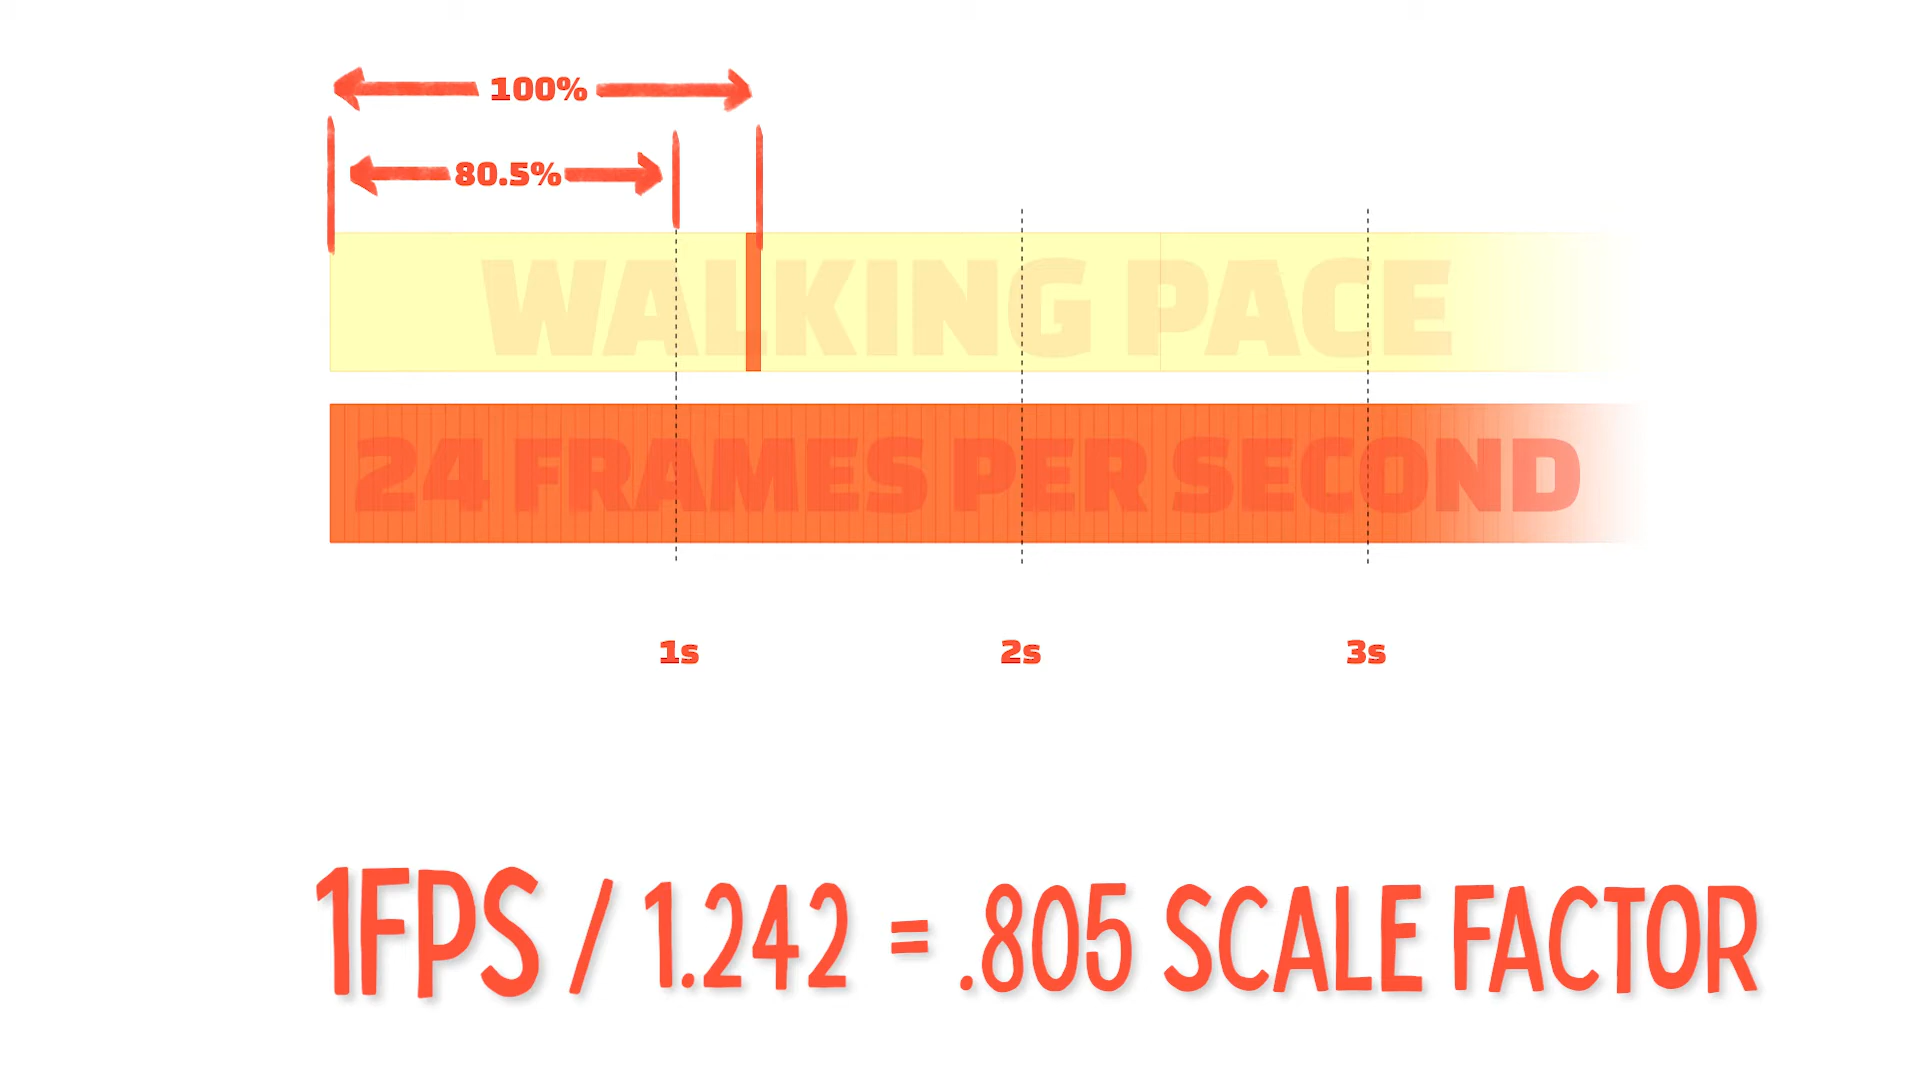 100%
80.5%
WALKING PACE
24 FRAMES PER SECOND
1s 2s 3s
1FPS / 1.242 = .805 SCALE FACTOR